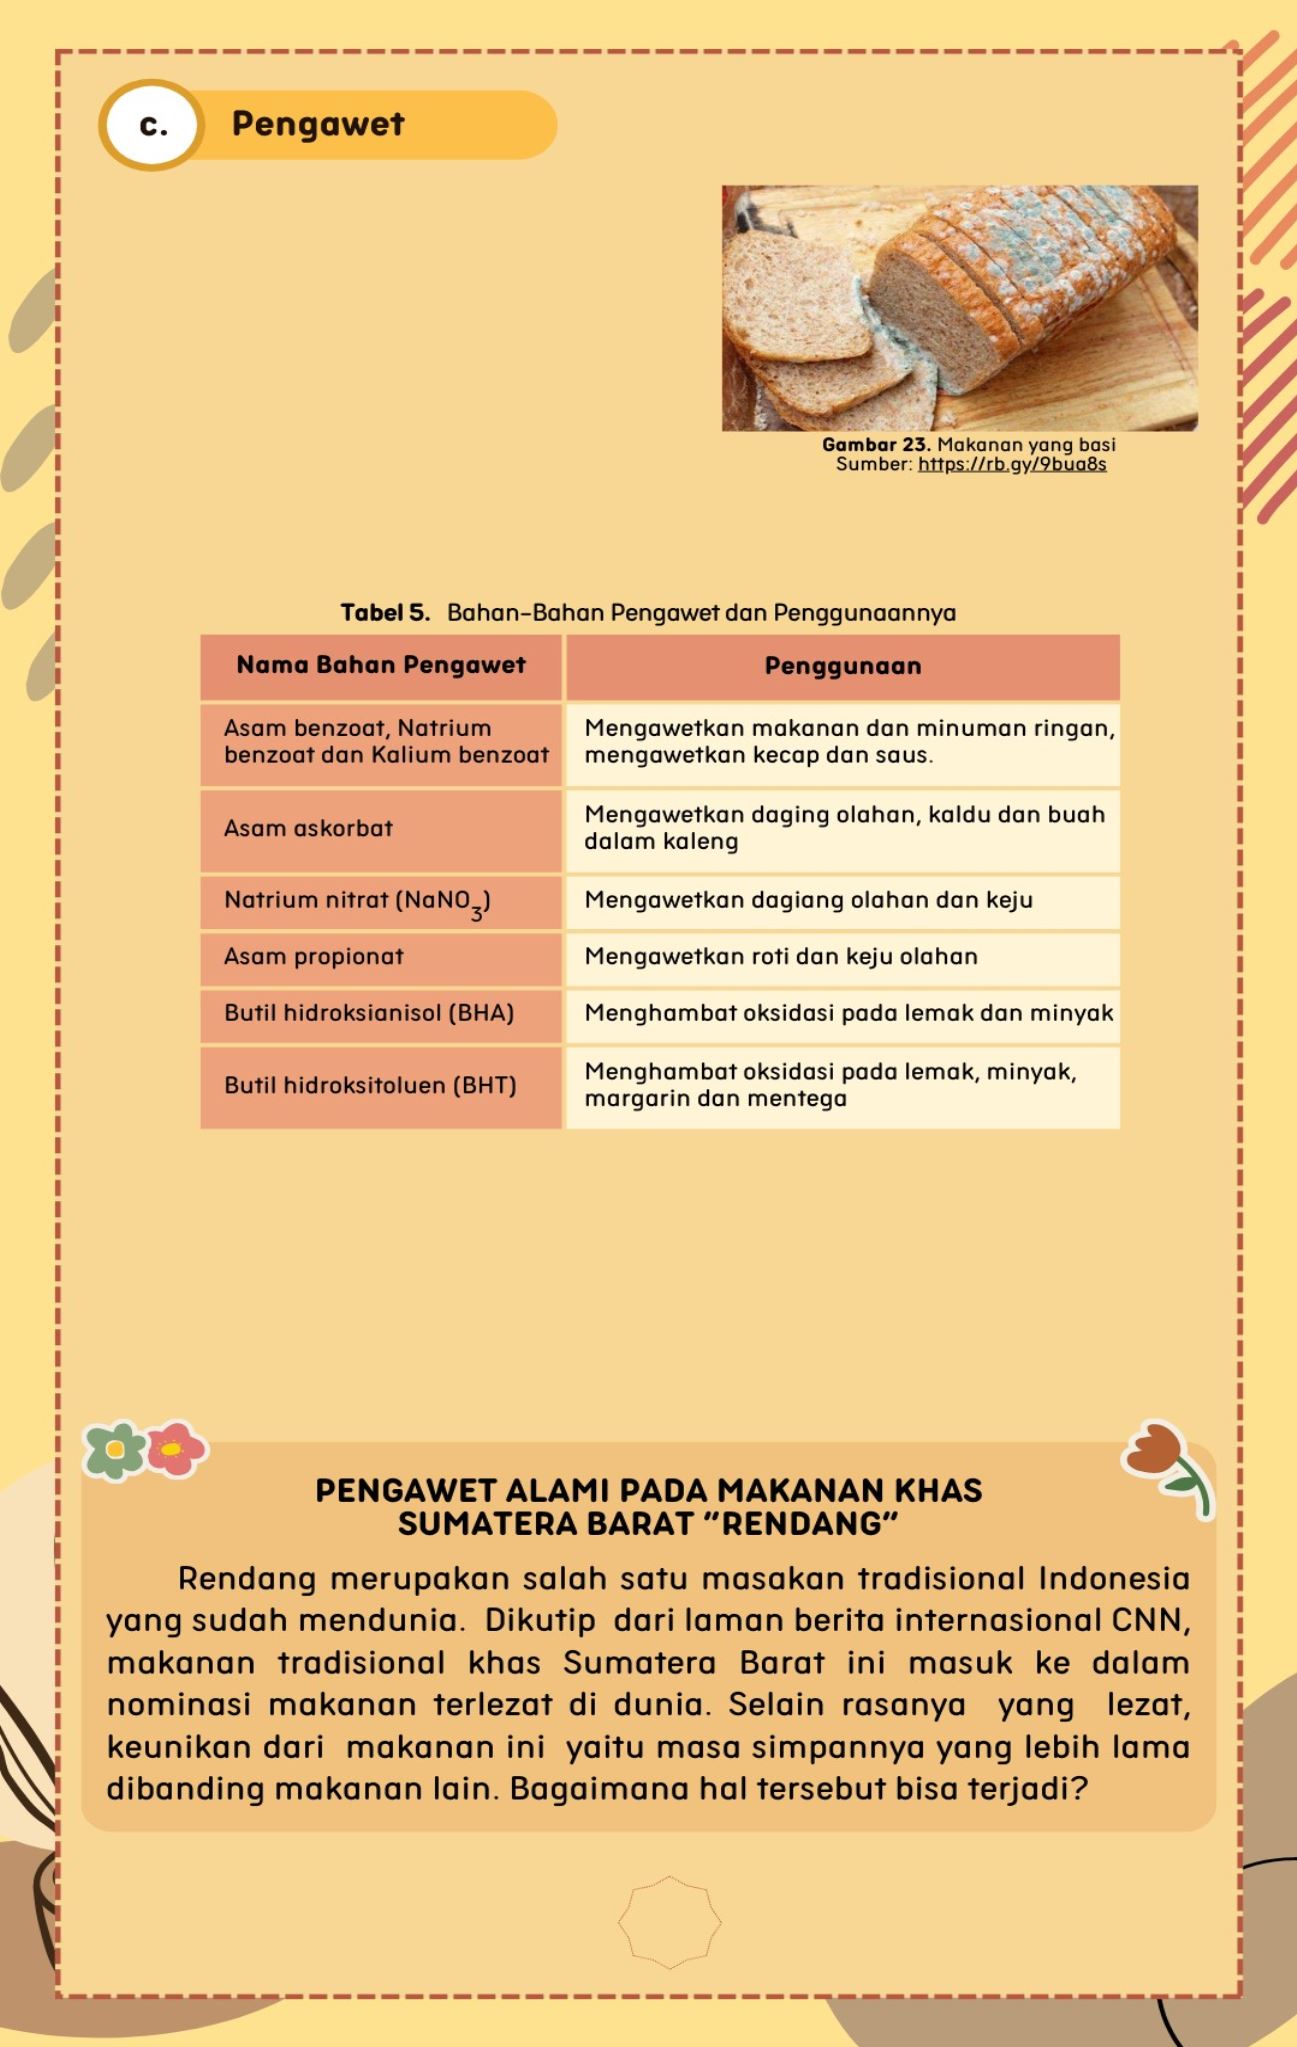 c. Pengawet
Gambar 23. Makanan yang basi
Sumber: https://rb.gy/9bua8s
Tabel 5. Bahan-Bahan Pengawet dan Penggunaannya
Nama Bahan Pengawet
Penggunaan
Asam benzoat, Natrium
benzoat dan Kalium benzoat
Mengawetkan makanan dan minuman ringan,
mengawetkan kecap dan saus.
Asam askorbat
Mengawetkan daging olahan, kaldu dan buah
dalam kaleng
Natrium nitrat (NaNO₃)
Mengawetkan dagiang olahan dan keju
Asam propionat
Mengawetkan roti dan keju olahan
Butil hidroksianisol (BHA)
Menghambat oksidasi pada lemak dan minyak
Butil hidroksitoluen (BHT)
Menghambat oksidasi pada lemak, minyak,
margarin dan mentega
PENGAWET ALAMI PADA MAKANAN KHAS
SUMATERA BARAT "RENDANG"
Rendang merupakan salah satu masakan tradisional Indonesia
yang sudah mendunia. Dikutip dari laman berita internasional CNN,
makanan tradisional khas Sumatera Barat ini masuk ke dalam
nominasi makanan terlezat di dunia. Selain rasanya yang lezat,
keunikan dari makanan ini yaitu masa simpannya yang lebih lama
dibanding makanan lain. Bagaimana hal tersebut bisa terjadi?